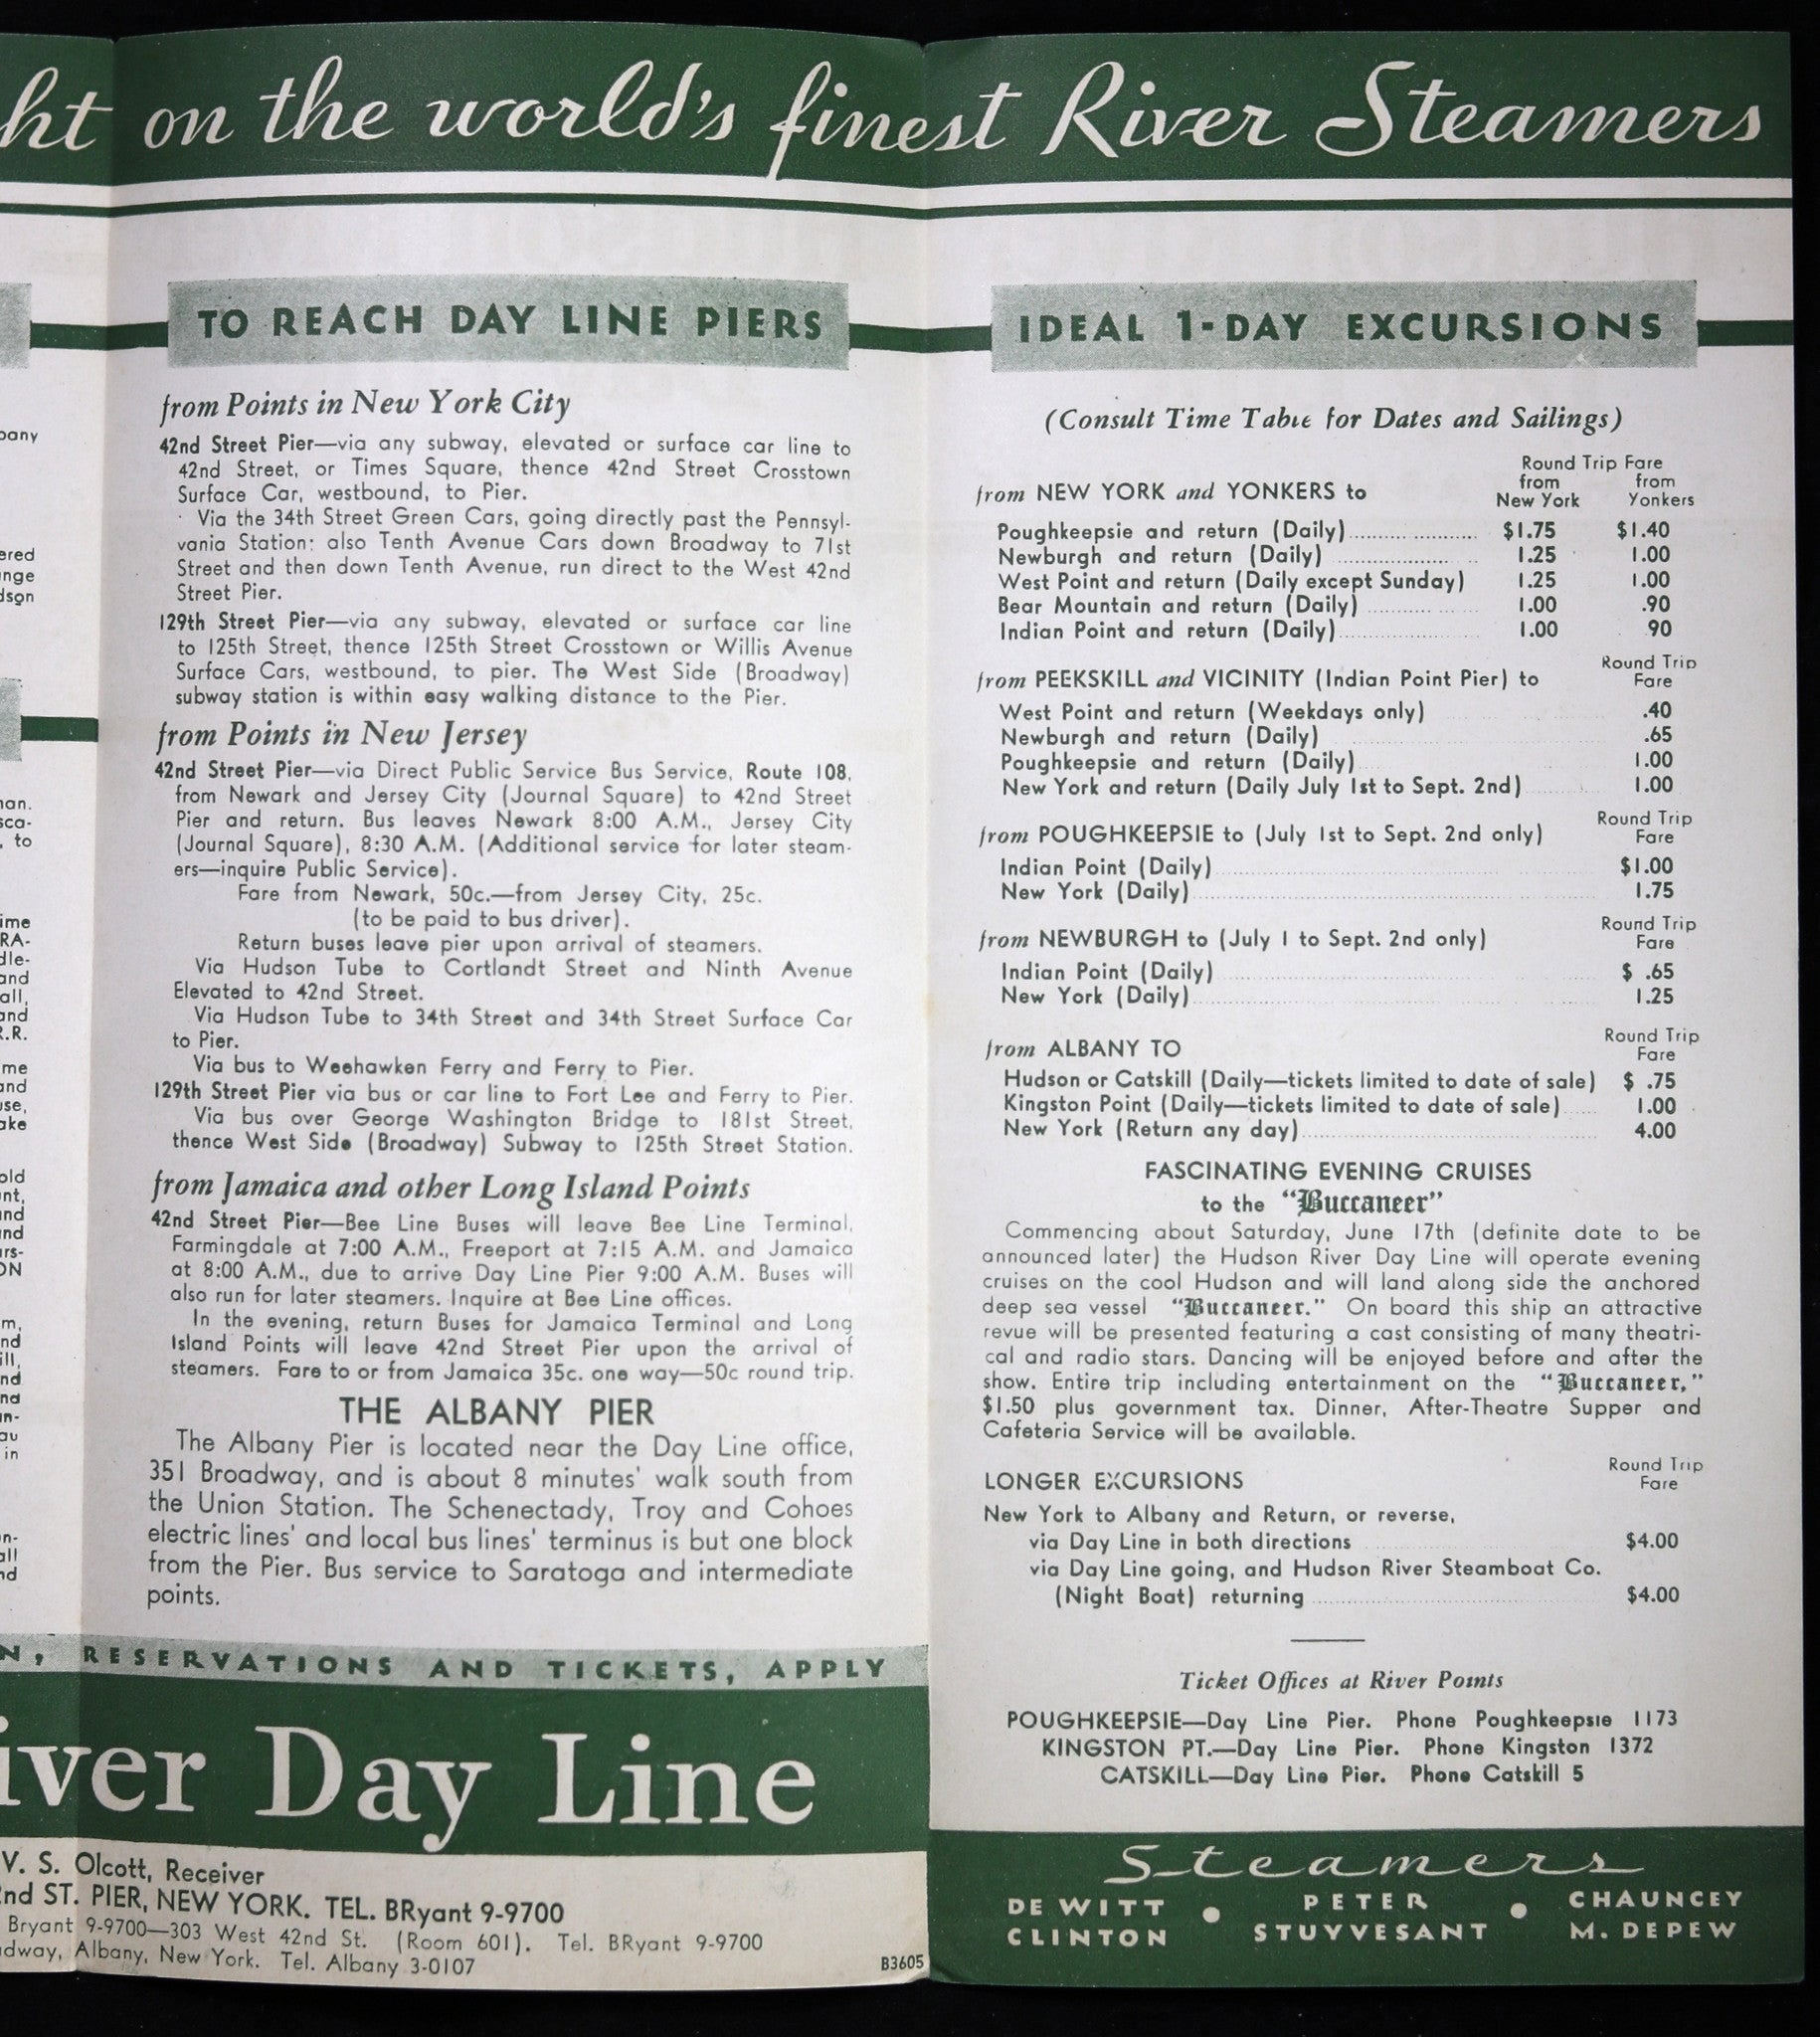 ht on the world's finest River Steamers
TO REACH DAY LINE PIERS
from Points in New York City
42nd Street Pier—via any subway, elevated or surface car line to
42nd Street, or Times Square, thence 42nd Street Crosstown
Surface Car, westbound, to Pier.
Via the 34th Street Green Cars, going directly past the Pennsyl-
vania Station: also Tenth Avenue Cars down Broadway to 71st
Street and then down Tenth Avenue, run direct to the West 42nd
Street Pier.
129th Street Pier—via any subway, elevated or surface car line
to 125th Street, thence 125th Street Crosstown or Willis Avenue
Surface Cars, westbound, to pier. The West Side (Broadway)
subway station is within easy walking distance to the Pier.
from Points in New Jersey
42nd Street Pier—via Direct Public Service Bus Service, Route 108,
from Newark and Jersey City (Journal Square) to 42nd Street
Pier and return. Bus leaves Newark 8:00 A.M., Jersey City
(Journal Square), 8:30 A.M. (Additional service for later steam-
ers—inquire Public Service).
Fare from Newark, 50c.—from Jersey City, 25c.
(to be paid to bus driver).
Return buses leave pier upon arrival of steamers.
Via Hudson Tube to Cortlandt Street and Ninth Avenue
Elevated to 42nd Street.
Via Hudson Tube to 34th Street and 34th Street Surface Car
to Pier.
Via bus to Weehawken Ferry and Ferry to Pier.
129th Street Pier via bus or car line to Fort Lee and Ferry to Pier.
Via bus over George Washington Bridge to 181st Street,
thence West Side (Broadway) Subway to 125th Street Station.
from Jamaica and other Long Island Points
42nd Street Pier—Bee Line Buses will leave Bee Line Terminal,
Farmingdale at 7:00 A.M., Freeport at 7:15 A.M. and Jamaica
at 8:00 A.M., due to arrive Day Line Pier 9:00 A.M. Buses will
also run for later steamers. Inquire at Bee Line offices.
In the evening, return Buses for Jamaica Terminal and Long
Island Points will leave 42nd Street Pier upon the arrival of
steamers. Fare to or from Jamaica 35c. one way—50c round trip.
THE ALBANY PIER
The Albany Pier is located near the Day Line office,
351 Broadway, and is about 8 minutes' walk south from
the Union Station. The Schenectady, Troy and Cohoes
electric lines' and local bus lines' terminus is but one block
from the Pier. Bus service to Saratoga and intermediate
points.
N, RESERVATIONS AND TICKETS, APPLY
iver Day Line
V. S. Olcott, Receiver
nd ST. PIER, NEW YORK. TEL. BRyant 9-9700
Bryant 9-9700—303 West 42nd St. (Room 601). Tel. BRyant 9-9700
dway, Albany, New York. Tel. Albany 3-0107
B3605
IDEAL 1-DAY EXCURSIONS
(Consult Time Table for Dates and Sailings)
Round Trip Fare
from from
from NEW YORK and YONKERS to New York Yonkers
Poughkeepsie and return (Daily) $1.75 $1.40
Newburgh and return (Daily) 1.25 1.00
West Point and return (Daily except Sunday) 1.25 1.00
Bear Mountain and return (Daily) 1.00 .90
Indian Point and return (Daily) 1.00 90
Round Trip
from PEEKSKILL and VICINITY (Indian Point Pier) to Fare
West Point and return (Weekdays only) .40
Newburgh and return (Daily) .65
Poughkeepsie and return (Daily) 1.00
New York and return (Daily July 1st to Sept. 2nd) 1.00
Round Trip
from POUGHKEEPSIE to (July 1st to Sept. 2nd only) Fare
Indian Point (Daily) $1.00
New York (Daily) 1.75
Round Trip
from NEWBURGH to (July 1 to Sept. 2nd only) Fare
Indian Point (Daily) $ .65
New York (Daily) 1.25
Round Trip
from ALBANY TO Fare
Hudson or Catskill (Daily—tickets limited to date of sale) $ .75
Kingston Point (Daily—tickets limited to date of sale) 1.00
New York (Return any day) 4.00
FASCINATING EVENING CRUISES
to the "Buccaneer"
Commencing about Saturday, June 17th (definite date to be
announced later) the Hudson River Day Line will operate evening
cruises on the cool Hudson and will land along side the anchored
deep sea vessel "Buccaneer." On board this ship an attractive
revue will be presented featuring a cast consisting of many theatri-
cal and radio stars. Dancing will be enjoyed before and after the
show. Entire trip including entertainment on the "Buccaneer,"
$1.50 plus government tax. Dinner, After-Theatre Supper and
Cafeteria Service will be available.
Round Trip
LONGER EXCURSIONS Fare
New York to Albany and Return, or reverse,
via Day Line in both directions $4.00
via Day Line going, and Hudson River Steamboat Co.
(Night Boat) returning $4.00
Ticket Offices at River Points
POUGHKEEPSIE—Day Line Pier. Phone Poughkeepsie 1173
KINGSTON PT.—Day Line Pier. Phone Kingston 1372
CATSKILL—Day Line Pier. Phone Catskill 5
Steamers
DE WITT CLINTON • PETER STUYVESANT • CHAUNCEY M. DEPEW